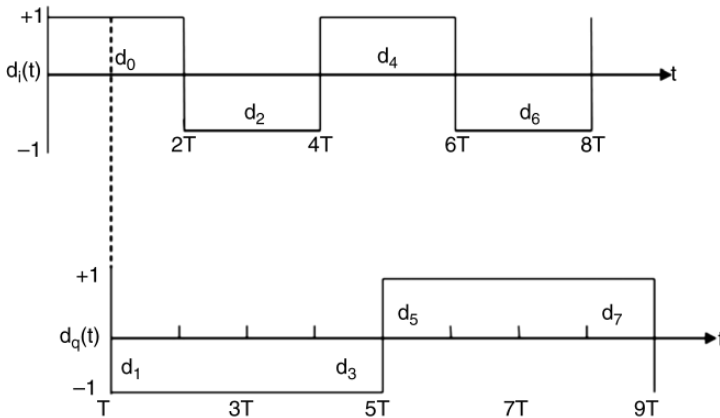 +1
d0 d4
di(t) t
d2 d6
–1 2T 4T 6T 8T
+1
d5 d7
dq(t) t
d1 d3
–1
T 3T 5T 7T 9T